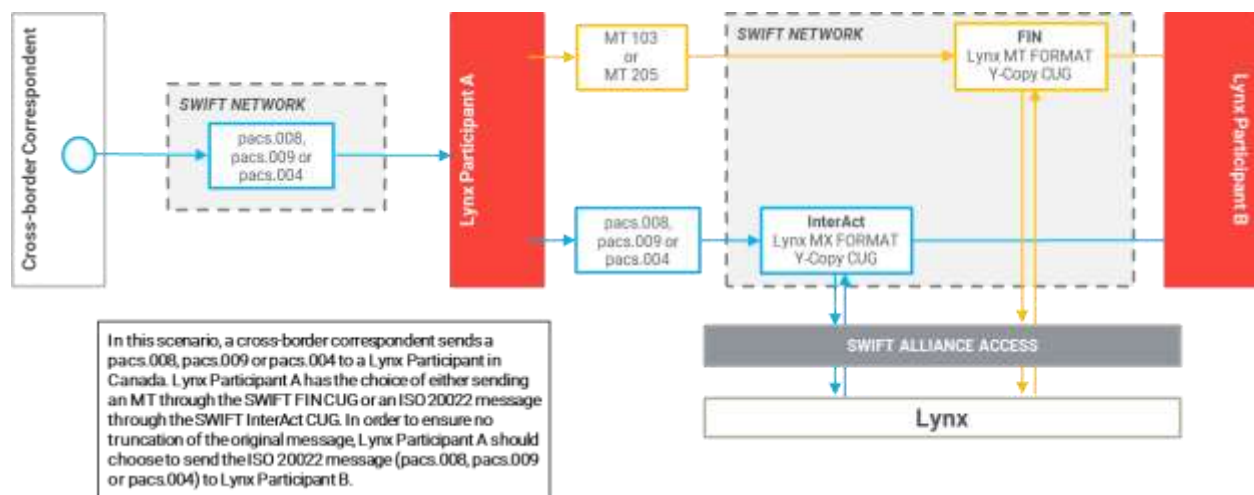 Cross-border Correspondent
SWIFT NETWORK
pacs.008,
pacs.009 or
pacs.004
Lynx Participant A
MT 103
or
MT 205
pacs.008,
pacs.009 or
pacs.004
SWIFT NETWORK
FIN
Lynx MT FORMAT
Y-Copy CUG
InterAct
Lynx MX FORMAT
Y-Copy CUG
Lynx Participant B
SWIFT ALLIANCE ACCESS
Lynx
In this scenario, a cross-border correspondent sends a
pacs.008, pacs.009 or pacs.004 to a Lynx Participant in
Canada. Lynx Participant A has the choice of either sending
an MT through the SWIFT FIN CUG or an ISO 20022 message
through the SWIFT InterAct CUG. In order to ensure no
truncation of the original message, Lynx Participant A should
choose to send the ISO 20022 message (pacs.008, pacs.009
or pacs.004) to Lynx Participant B.